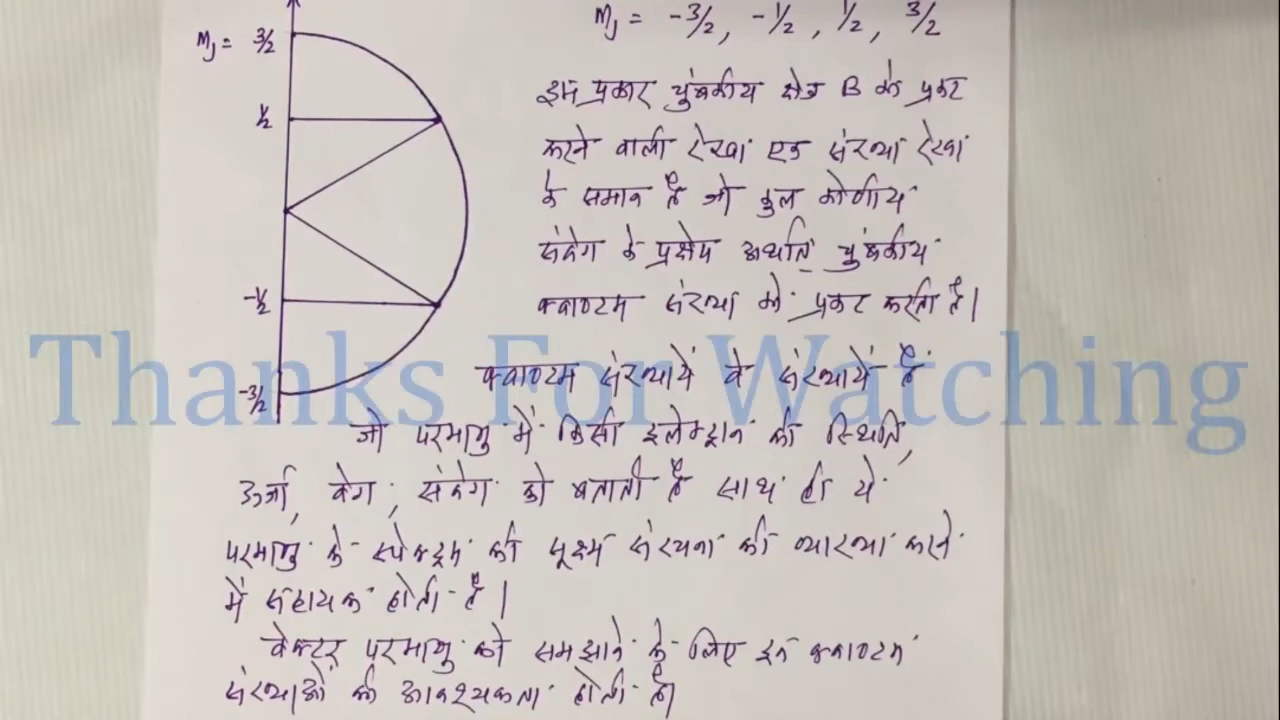 mj = 3/2
1/2
-1/2
-3/2
mj = -3/2, -1/2, 1/2, 3/2
इस प्रकार चुंबकीय क्षेत्र B को प्रकट
करने वाली रेखा एक संख्या रेखा
के समान है जो कुल कोणीय
संवेग के प्रक्षेप अर्थात् चुंबकीय
क्वाण्टम संख्या को प्रकट करती है।
क्वाण्टम संख्यायें वे संख्यायें हैं
जो परमाणु में किसी इलेक्ट्रान की स्थिति,
ऊर्जा, वेग, संवेग को बताती हैं साथ ही ये
परमाणु के स्पेक्ट्रम की सूक्ष्म संरचना की व्याख्या करने
में सहायक होती है।
वेक्टर परमाणु को समझाने के लिए इन क्वाण्टम
संख्याओं की आवश्यकता होती है।
Thanks For Watching